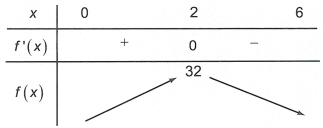 x 0 2 6
f'(x) + 0 −
32
f(x)